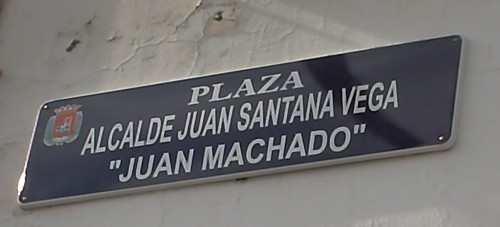 PLAZA
ALCALDE JUAN SANTANA VEGA
"JUAN MACHADO"